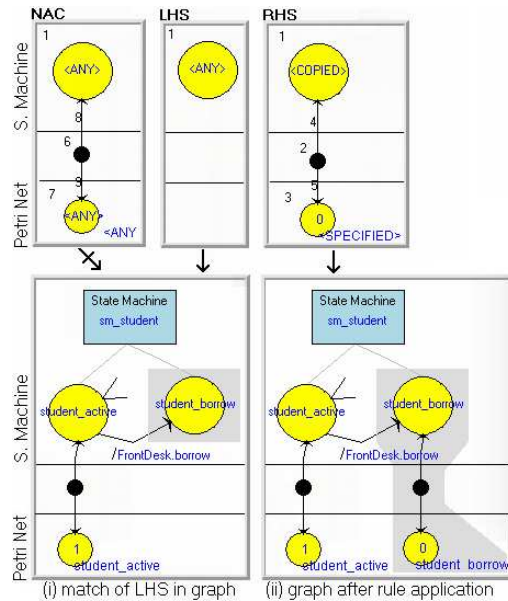 NAC
LHS
RHS
S. Machine
Petri Net
1
<ANY>
8
6
9
7
<ANY>
<ANY
1
<ANY>
1
<COPIED>
4
2
5
3
0
<SPECIFIED>
S. Machine
Petri Net
State Machine
sm_student
student_active
student_borrow
/FrontDesk.borrow
1
student_active
State Machine
sm_student
student_active
student_borrow
/FrontDesk.borrow
1
student_active
0
student_borrow
(i) match of LHS in graph
(ii) graph after rule application